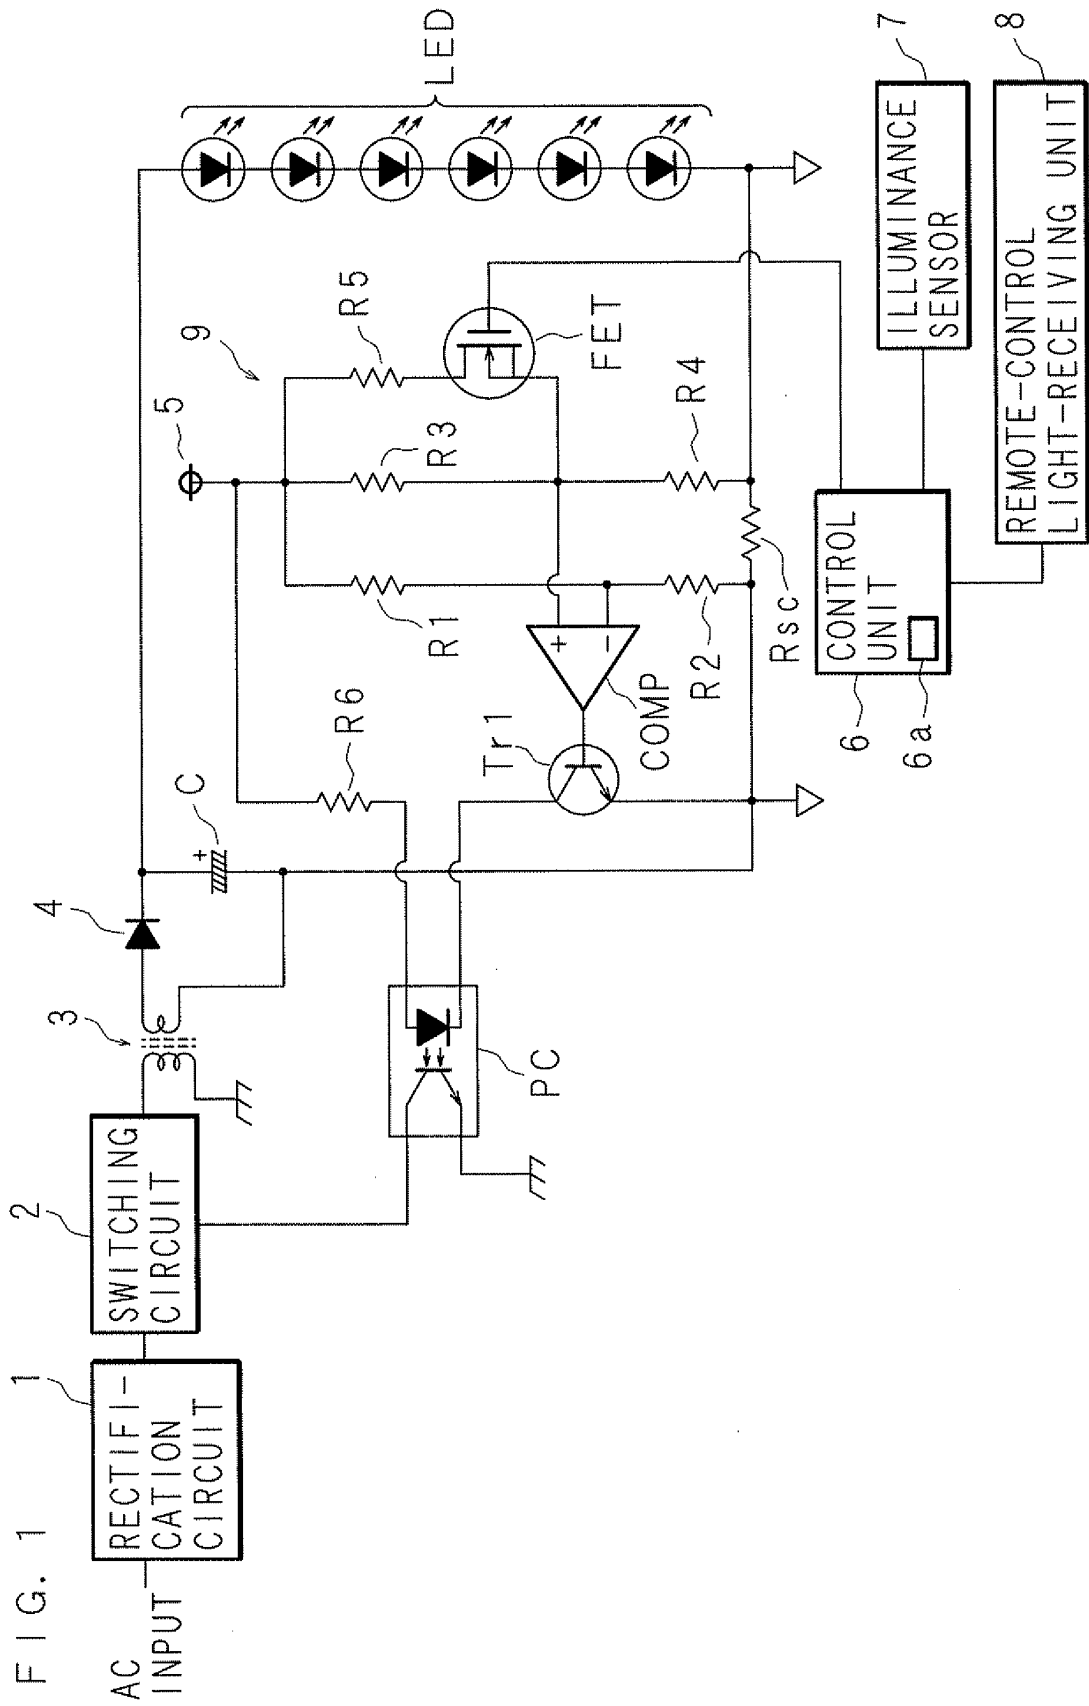 FIG. 1
AC
INPUT
1
RECTIFI-
CATION
CIRCUIT
2
SWITCHING
CIRCUIT
3
4
C
+
PC
R6
Tr1
COMP
+
−
5
9
R1
R3
R5
FET
R2
R4
Rsc
LED
6
CONTROL
UNIT
6a
7
ILLUMINANCE
SENSOR
8
REMOTE-CONTROL
LIGHT-RECEIVING UNIT